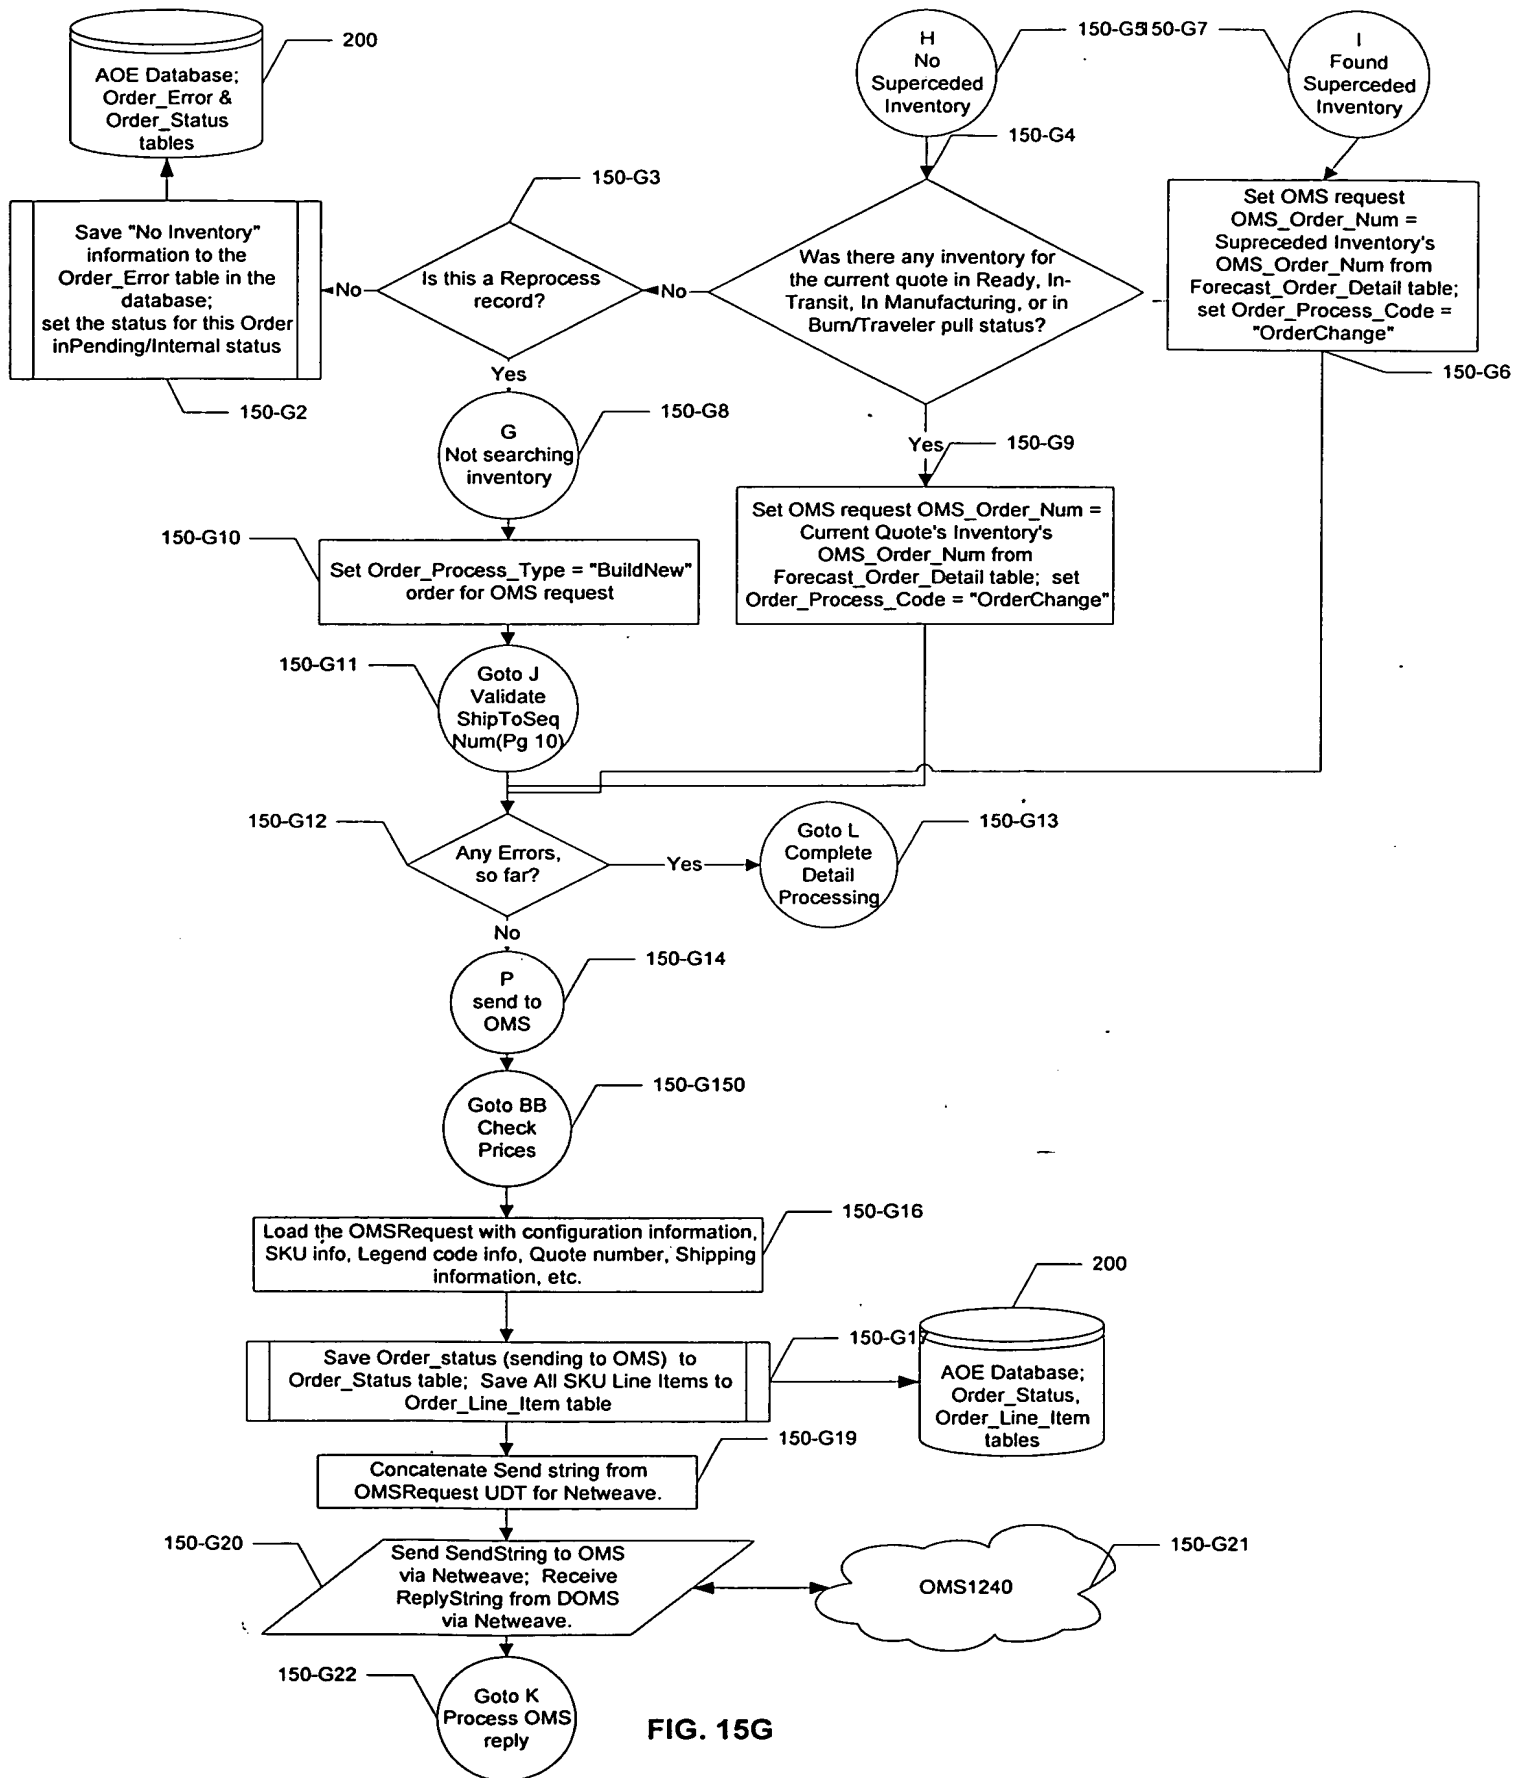 200
AOE Database;
Order_Error &
Order_Status
tables
H
No
Superceded
Inventory
150-G5
150-G7
I
Found
Superceded
Inventory
150-G4
150-G3
Save "No Inventory"
information to the
Order_Error table in the
database;
set the status for this Order
inPending/Internal status
150-G2
No
Is this a Reprocess
record?
No
Was there any inventory for
the current quote in Ready, In-
Transit, In Manufacturing, or in
Burn/Traveler pull status?
Set OMS request
OMS_Order_Num =
Supreceded Inventory's
OMS_Order_Num from
Forecast_Order_Detail table;
set Order_Process_Code =
"OrderChange"
150-G6
Yes
150-G8
G
Not searching
inventory
Yes
150-G9
Set OMS request OMS_Order_Num =
Current Quote's Inventory's
OMS_Order_Num from
Forecast_Order_Detail table; set
Order_Process_Code = "OrderChange"
150-G10
Set Order_Process_Type = "BuildNew"
order for OMS request
150-G11
Goto J
Validate
ShipToSeq
Num(Pg 10)
150-G12
Any Errors,
so far?
Yes
Goto L
Complete
Detail
Processing
150-G13
No
150-G14
P
send to
OMS
150-G150
Goto BB
Check
Prices
150-G16
Load the OMSRequest with configuration information,
SKU info, Legend code info, Quote number, Shipping
information, etc.
200
150-G1
Save Order_status (sending to OMS) to
Order_Status table; Save All SKU Line Items to
Order_Line_Item table
AOE Database;
Order_Status,
Order_Line_Item
tables
150-G19
Concatenate Send string from
OMSRequest UDT for Netweave.
150-G20
Send SendString to OMS
via Netweave; Receive
ReplyString from DOMS
via Netweave.
OMS1240
150-G21
150-G22
Goto K
Process OMS
reply
FIG. 15G